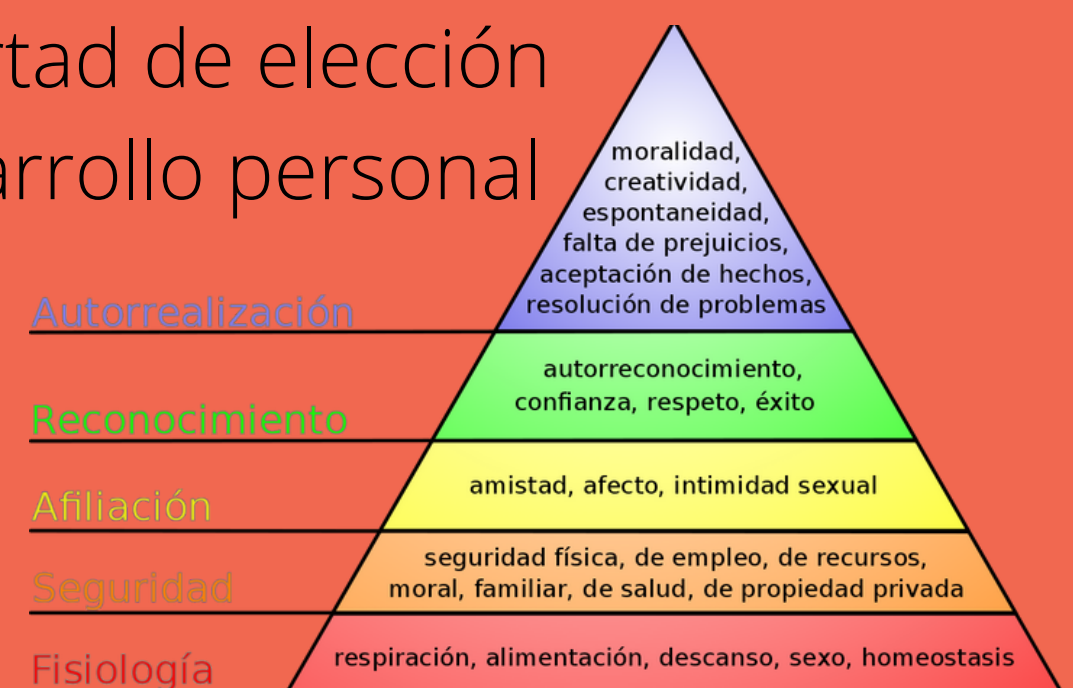 rtad de elección
arrollo personal
moralidad,
creatividad,
espontaneidad,
falta de prejuicios,
aceptación de hechos,
resolución de problemas
Autorrealización
autorreconocimiento,
confianza, respeto, éxito
Reconocimiento
amistad, afecto, intimidad sexual
Afiliación
seguridad física, de empleo, de recursos,
moral, familiar, de salud, de propiedad privada
Seguridad
respiración, alimentación, descanso, sexo, homeostasis
Fisiología